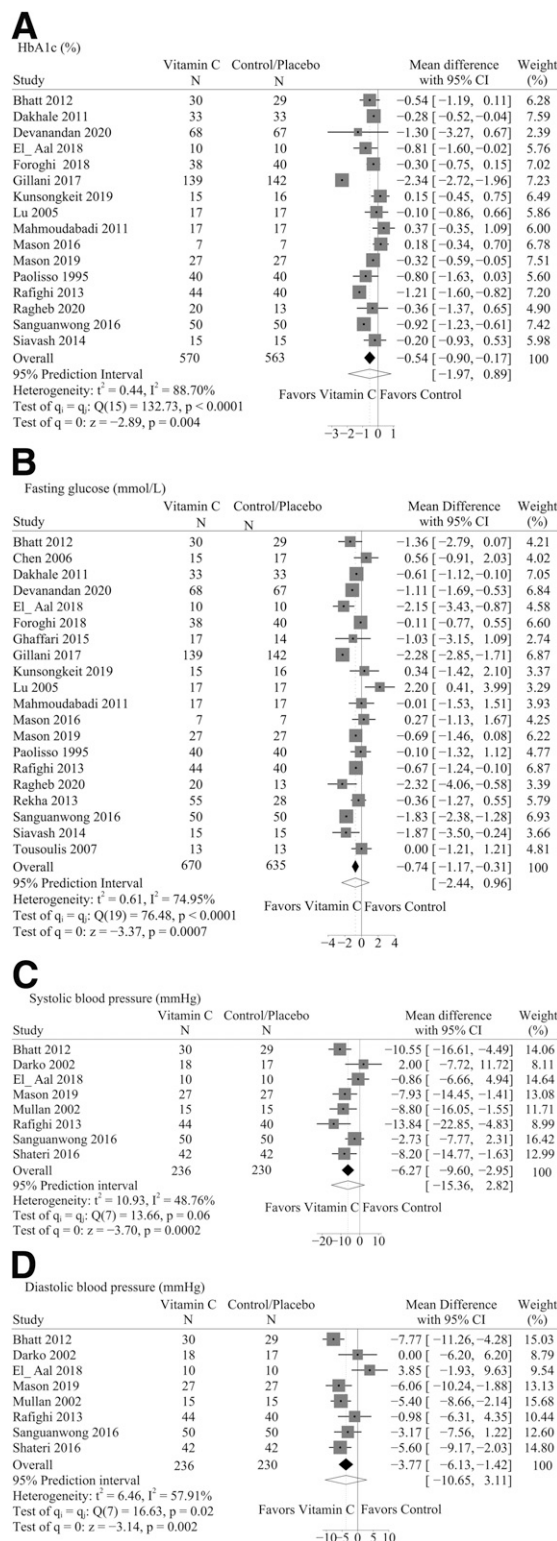 A
HbA1c (%)
Vitamin C Control/Placebo Mean difference Weight
Study N N with 95% CI (%)
Bhatt 2012 30 29 −0.54 [ −1.19, 0.11] 6.28
Dakhale 2011 33 33 −0.28 [ −0.52, −0.04] 7.59
Devanandan 2020 68 67 −1.30 [ −3.27, 0.67] 2.39
El_ Aal 2018 10 10 −0.81 [ −1.60, −0.02] 5.76
Foroghi 2018 38 40 −0.30 [ −0.75, 0.15] 7.02
Gillani 2017 139 142 −2.34 [ −2.72, −1.96] 7.23
Kunsongkeit 2019 15 16 0.15 [ −0.45, 0.75] 6.49
Lu 2005 17 17 −0.10 [ −0.86, 0.66] 5.86
Mahmoudabadi 2011 17 17 0.37 [ −0.35, 1.09] 6.00
Mason 2016 7 7 0.18 [ −0.34, 0.70] 6.78
Mason 2019 27 27 −0.32 [ −0.59, −0.05] 7.51
Paolisso 1995 40 40 −0.80 [ −1.63, 0.03] 5.60
Rafighi 2013 44 40 −1.21 [ −1.60, −0.82] 7.20
Ragheb 2020 20 13 −0.36 [ −1.37, 0.65] 4.90
Sanguanwong 2016 50 50 −0.92 [ −1.23, −0.61] 7.42
Siavash 2014 15 15 −0.20 [ −0.93, 0.53] 5.98
Overall 570 563 −0.54 [ −0.90, −0.17] 100
95% Prediction Interval [ −1.97, 0.89]
Heterogeneity: t² = 0.44, I² = 88.70%
Favors Vitamin C Favors Control
Test of qᵢ = qⱼ: Q(15) = 132.73, p < 0.0001
Test of q = 0: z = −2.89, p = 0.004
−3 −2 −1 0 1
B
Fasting glucose (mmol/L)
Vitamin C Control/Placebo Mean Difference Weight
Study N N with 95% CI (%)
Bhatt 2012 30 29 −1.36 [ −2.79, 0.07] 4.21
Chen 2006 15 17 0.56 [ −0.91, 2.03] 4.02
Dakhale 2011 33 33 −0.61 [ −1.12, −0.10] 7.05
Devanandan 2020 68 67 −1.11 [ −1.69, −0.53] 6.84
El_ Aal 2018 10 10 −2.15 [ −3.43, −0.87] 4.58
Foroghi 2018 38 40 −0.11 [ −0.77, 0.55] 6.60
Ghaffari 2015 17 14 −1.03 [ −3.15, 1.09] 2.74
Gillani 2017 139 142 −2.28 [ −2.85, −1.71] 6.87
Kunsongkeit 2019 15 16 0.34 [ −1.42, 2.10] 3.37
Lu 2005 17 17 2.20 [ 0.41, 3.99] 3.29
Mahmoudabadi 2011 17 17 −0.01 [ −1.53, 1.51] 3.93
Mason 2016 7 7 0.27 [ −1.13, 1.67] 4.25
Mason 2019 27 27 −0.69 [ −1.46, 0.08] 6.22
Paolisso 1995 40 40 −0.10 [ −1.32, 1.12] 4.77
Rafighi 2013 44 40 −0.67 [ −1.24, −0.10] 6.87
Ragheb 2020 20 13 −2.32 [ −4.06, −0.58] 3.39
Rekha 2013 55 28 −0.36 [ −1.27, 0.55] 5.79
Sanguanwong 2016 50 50 −1.83 [ −2.38, −1.28] 6.93
Siavash 2014 15 15 −1.87 [ −3.50, −0.24] 3.66
Tousoulis 2007 13 13 0.00 [ −1.21, 1.21] 4.81
Overall 670 635 −0.74 [ −1.17, −0.31] 100
95% Prediction Interval [ −2.44, 0.96]
Heterogeneity: t² = 0.61, I² = 74.95%
Favors Vitamin C Favors Control
Test of qᵢ = qⱼ: Q(19) = 76.48, p < 0.0001
Test of q = 0: z = −3.37, p = 0.0007
−4 −2 0 2 4
C
Systolic blood pressure (mmHg)
Vitamin C Control/Placebo Mean difference Weight
Study N N with 95% CI (%)
Bhatt 2012 30 29 −10.55 [ −16.61, −4.49] 14.06
Darko 2002 18 17 2.00 [ −7.72, 11.72] 8.11
El_ Aal 2018 10 10 −0.86 [ −6.66, 4.94] 14.64
Mason 2019 27 27 −7.93 [ −14.45, −1.41] 13.08
Mullan 2002 15 15 −8.80 [ −16.05, −1.55] 11.71
Rafighi 2013 44 40 −13.84 [ −22.85, −4.83] 8.99
Sanguanwong 2016 50 50 −2.73 [ −7.77, 2.31] 16.42
Shateri 2016 42 42 −8.20 [ −14.77, −1.63] 12.99
Overall 236 230 −6.27 [ −9.60, −2.95] 100
95% Prediction interval [ −15.36, 2.82]
Heterogeneity: t² = 10.93, I² = 48.76%
Favors Vitamin C Favors Control
Test of qᵢ = qⱼ: Q(7) = 13.66, p = 0.06
Test of q = 0: z = −3.70, p = 0.0002
−20 −10 0 10
D
Diastolic blood pressure (mmHg)
Vitamin C Control/Placebo Mean Difference Weight
Study N N with 95% CI (%)
Bhatt 2012 30 29 −7.77 [ −11.26, −4.28] 15.03
Darko 2002 18 17 0.00 [ −6.20, 6.20] 8.79
El_ Aal 2018 10 10 3.85 [ −1.93, 9.63] 9.54
Mason 2019 27 27 −6.06 [ −10.24, −1.88] 13.13
Mullan 2002 15 15 −5.40 [ −8.66, −2.14] 15.68
Rafighi 2013 44 40 −0.98 [ −6.31, 4.35] 10.44
Sanguanwong 2016 50 50 −3.17 [ −7.56, 1.22] 12.60
Shateri 2016 42 42 −5.60 [ −9.17, −2.03] 14.80
Overall 236 230 −3.77 [ −6.13, −1.42] 100
95% Prediction interval [ −10.65, 3.11]
Heterogeneity: t² = 6.46, I² = 57.91%
Favors Vitamin C Favors Control
Test of qᵢ = qⱼ: Q(7) = 16.63, p = 0.02
Test of q = 0: z = −3.14, p = 0.002
−10 −5 0 5 10